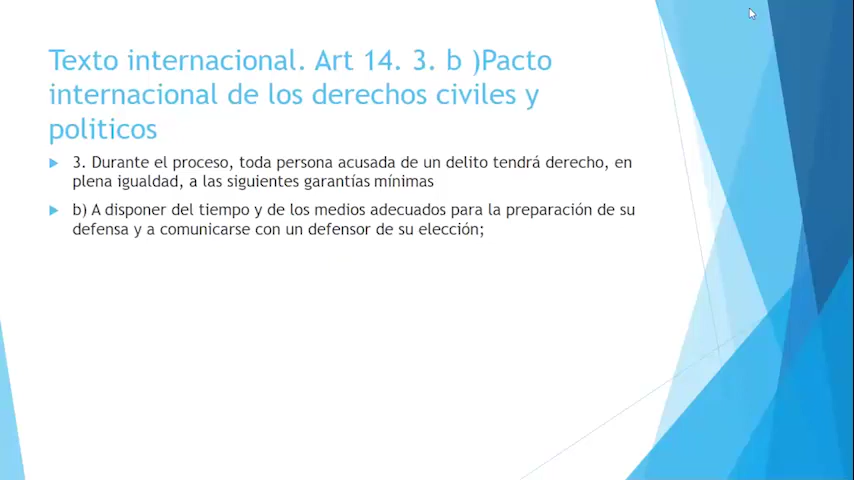 Texto internacional. Art 14. 3. b )Pacto
internacional de los derechos civiles y
politicos
3. Durante el proceso, toda persona acusada de un delito tendrá derecho, en
plena igualdad, a las siguientes garantías mínimas
b) A disponer del tiempo y de los medios adecuados para la preparación de su
defensa y a comunicarse con un defensor de su elección;